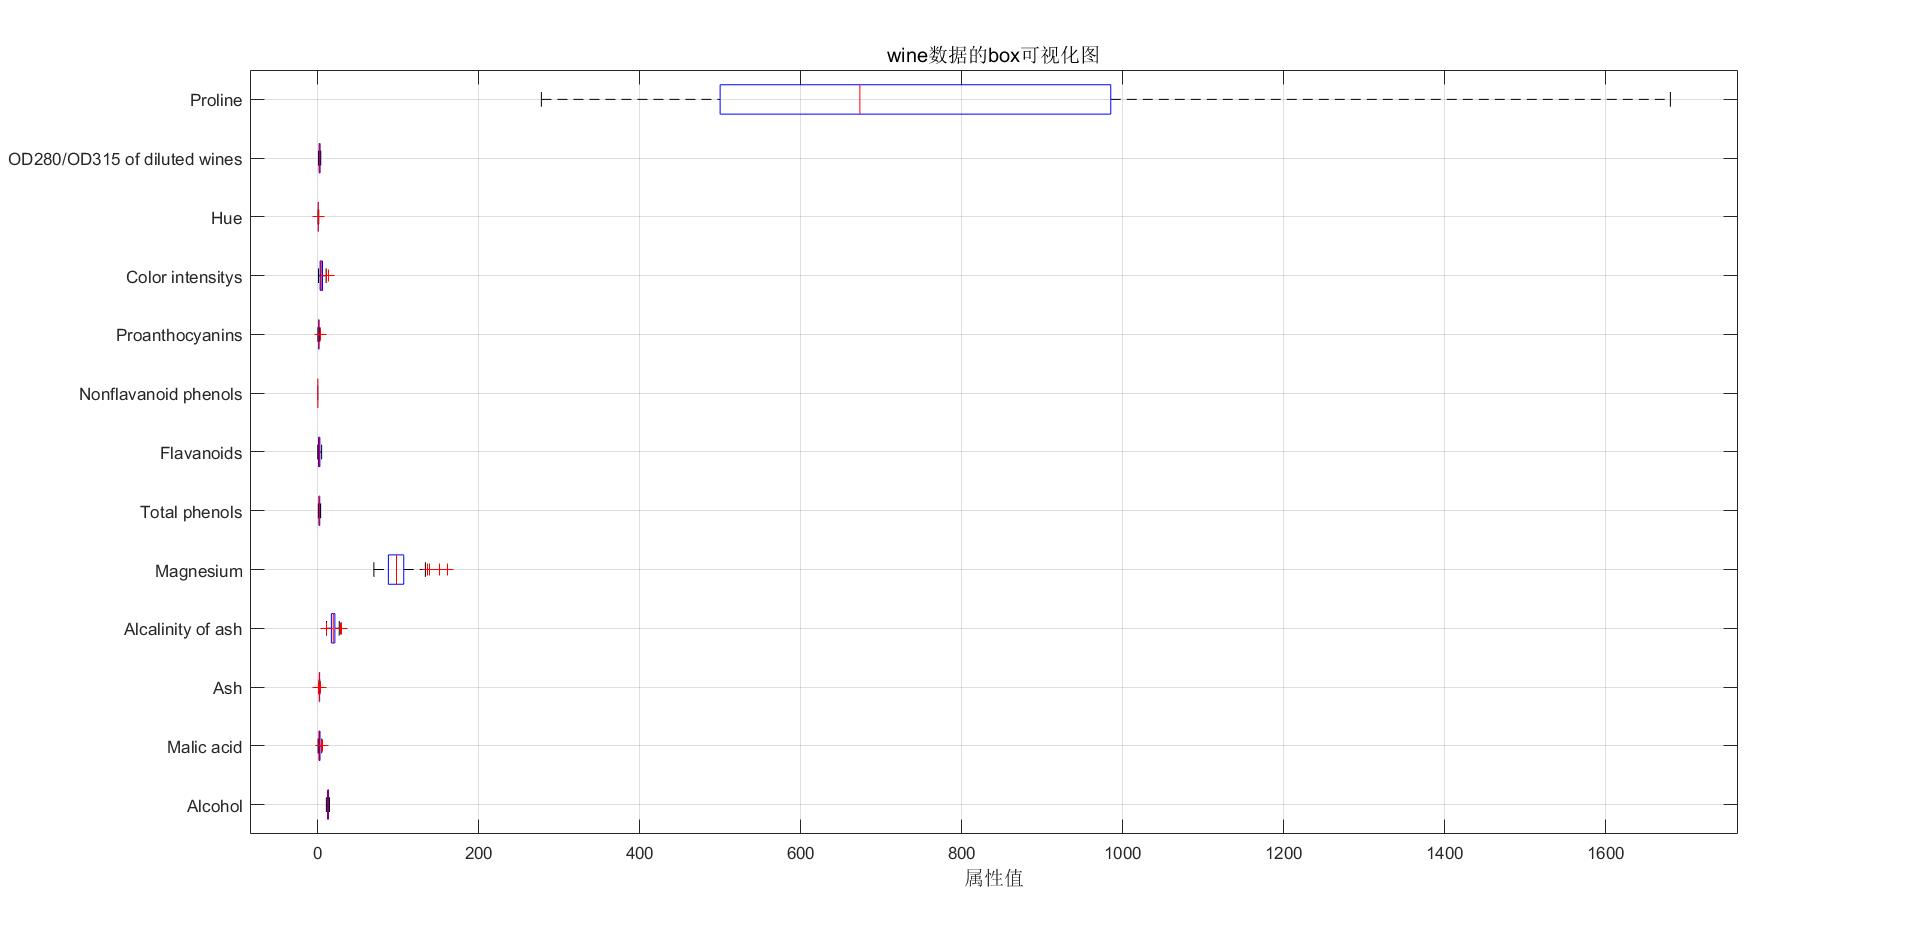 wine数据的box可视化图
Proline
OD280/OD315 of diluted wines
Hue
Color intensitys
Proanthocyanins
Nonflavanoid phenols
Flavanoids
Total phenols
Magnesium
Alcalinity of ash
Ash
Malic acid
Alcohol
0 200 400 600 800 1000 1200 1400 1600
属性值